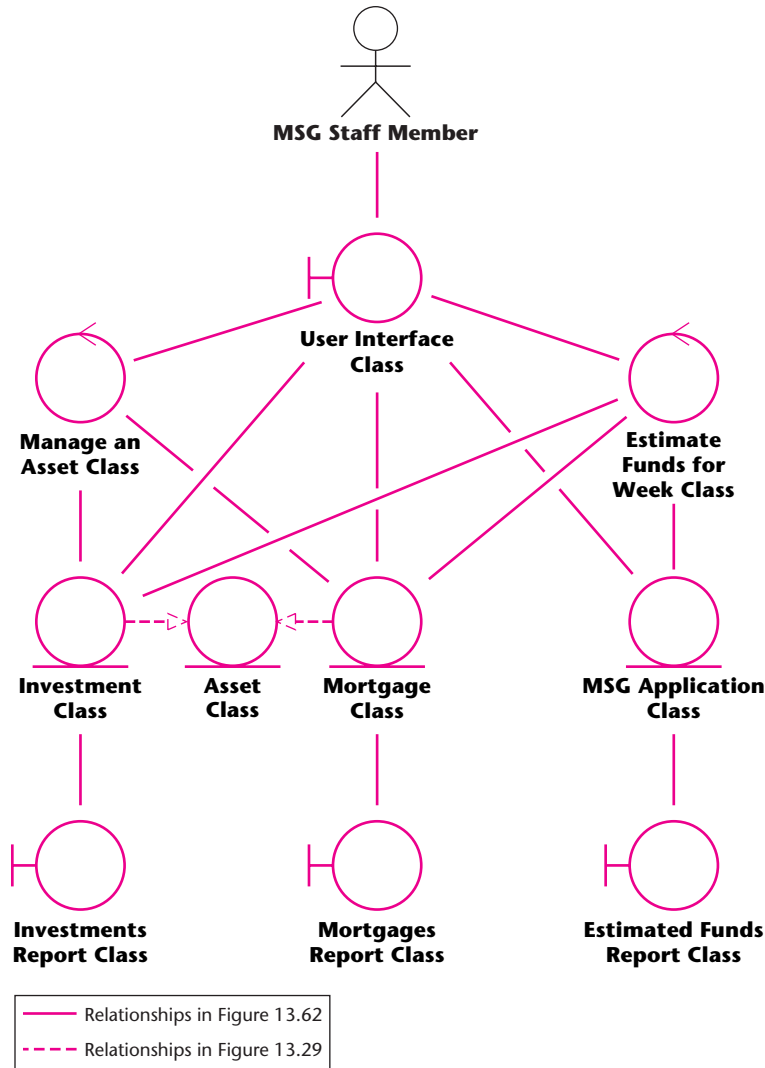 MSG Staff Member
User Interface
Class
Manage an
Asset Class
Estimate
Funds for
Week Class
Investment
Class
Asset
Class
Mortgage
Class
MSG Application
Class
Investments
Report Class
Mortgages
Report Class
Estimated Funds
Report Class
Relationships in Figure 13.62
Relationships in Figure 13.29